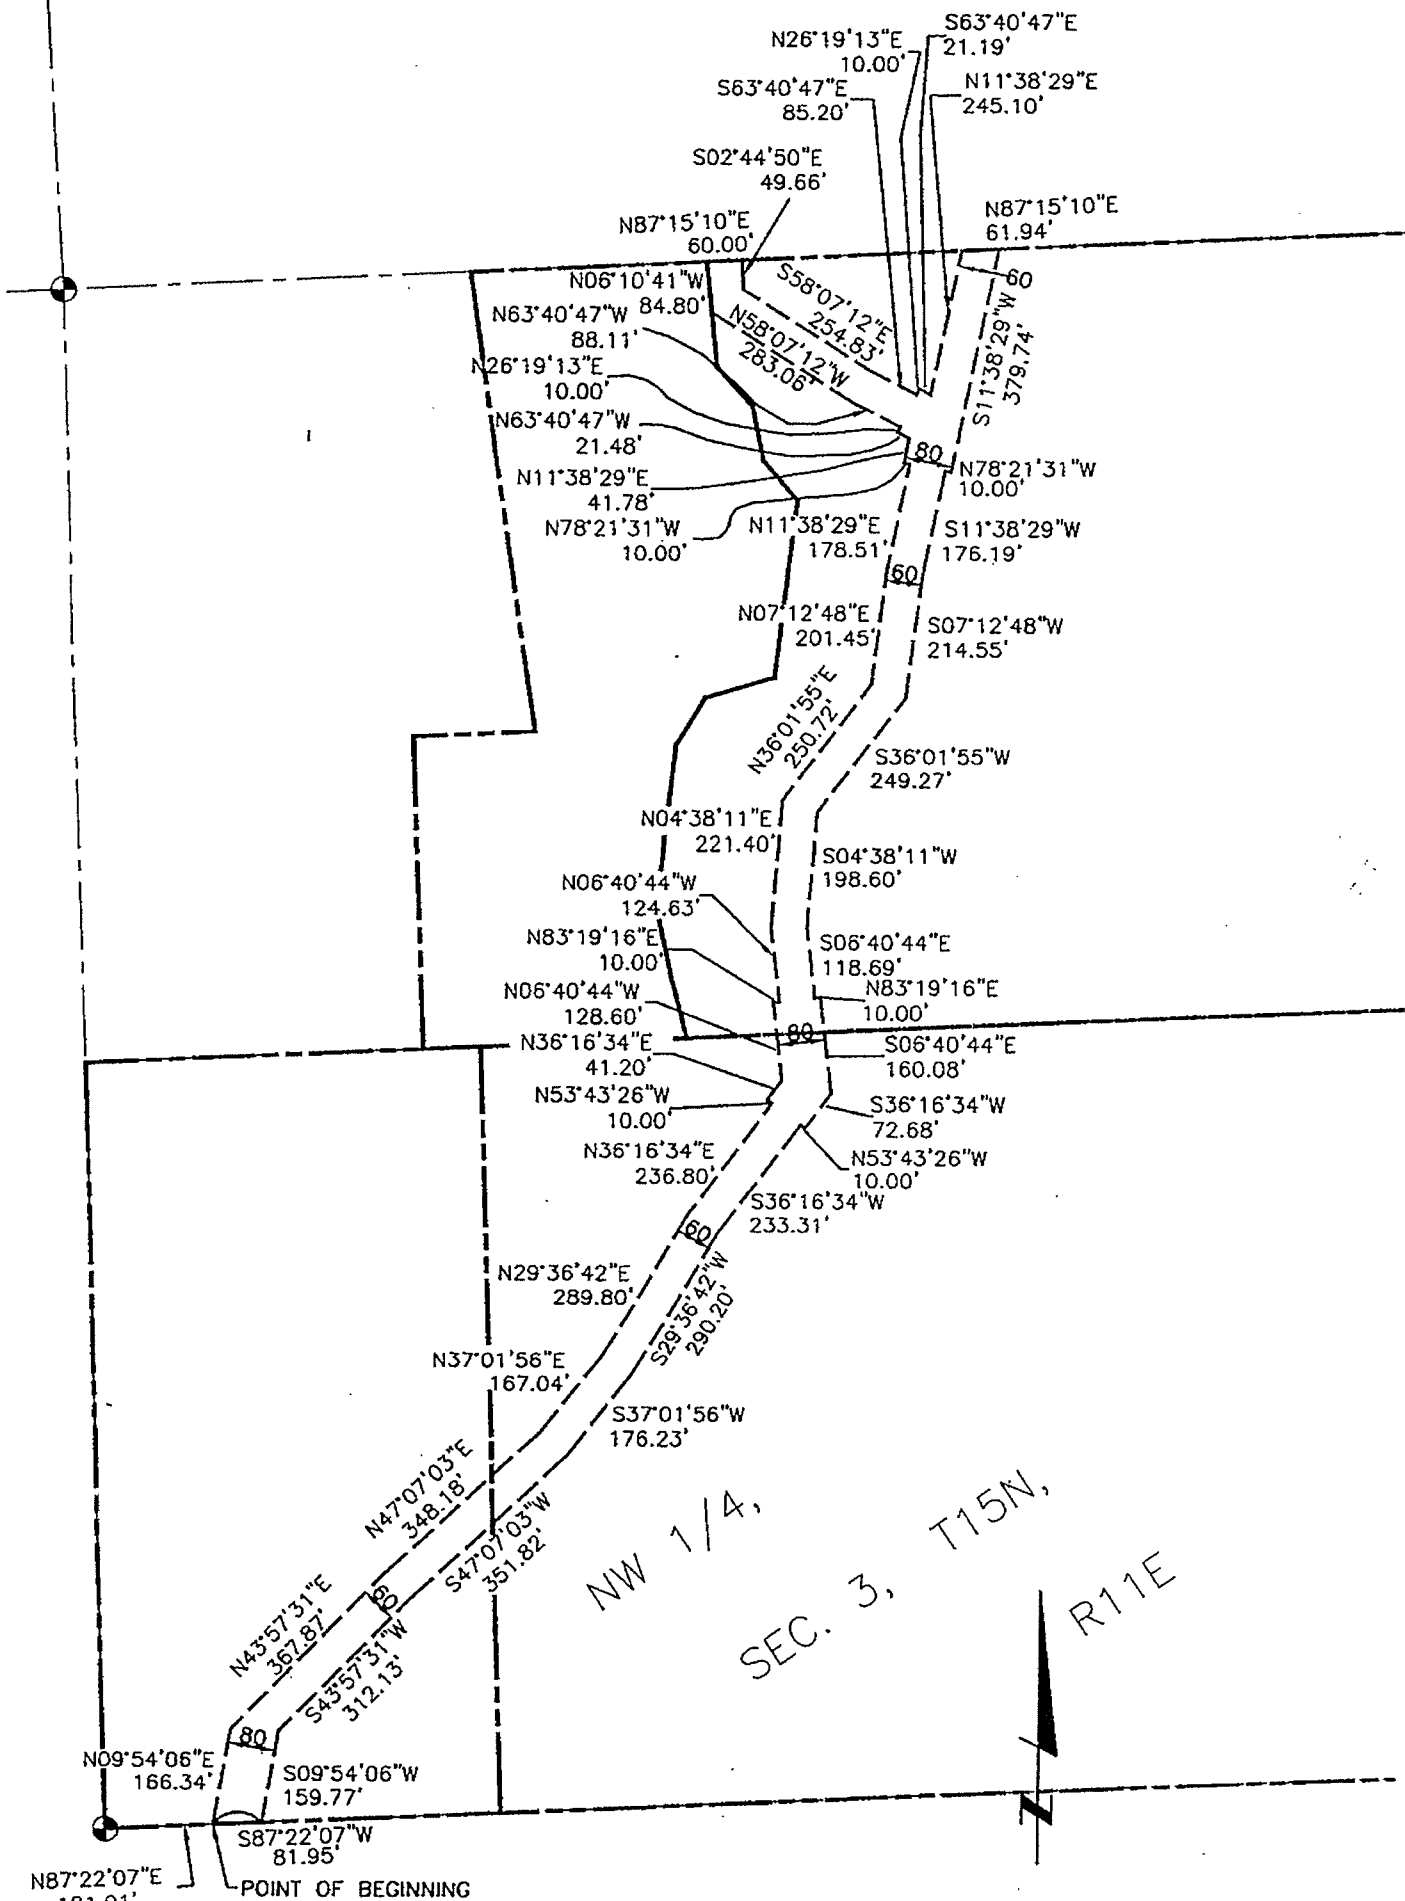 S63°40'47"E
21.19'
N26°19'13"E
10.00'
S63°40'47"E
85.20'
N11°38'29"E
245.10'
S02°44'50"E
49.66'
N87°15'10"E
60.00'
N87°15'10"E
61.94'
60
N06°10'41"W
84.80'
S58°07'12"E
254.83'
N63°40'47"W
88.11'
N58°07'12"W
283.06'
S11°38'29"W
379.74'
N26°19'13"E
10.00'
N63°40'47"W
21.48'
80
N11°38'29"E
41.78'
N78°21'31"W
10.00'
N78°21'31"W
10.00'
N11°38'29"E
178.51'
S11°38'29"W
176.19'
60
N07°12'48"E
201.45'
S07°12'48"W
214.55'
N36°01'55"E
250.72'
S36°01'55"W
249.27'
N04°38'11"E
221.40'
S04°38'11"W
198.60'
N06°40'44"W
124.63'
N83°19'16"E
10.00'
S06°40'44"E
118.69'
N06°40'44"W
128.60'
N83°19'16"E
10.00'
80
N36°16'34"E
41.20'
S06°40'44"E
160.08'
N53°43'26"W
10.00'
S36°16'34"W
72.68'
N36°16'34"E
236.80'
N53°43'26"W
10.00'
S36°16'34"W
233.31'
60
N29°36'42"E
289.80'
S29°36'42"W
290.20'
N37°01'56"E
167.04'
S37°01'56"W
176.23'
N47°07'03"E
348.18'
S47°07'03"W
351.82'
60
NW 1/4,
SEC. 3, T15N,
R11E
N43°57'31"E
367.87'
S43°57'31"W
312.13'
80
N09°54'06"E
166.34'
S09°54'06"W
159.77'
S87°22'07"W
81.95'
N87°22'07"E
POINT OF BEGINNING
N